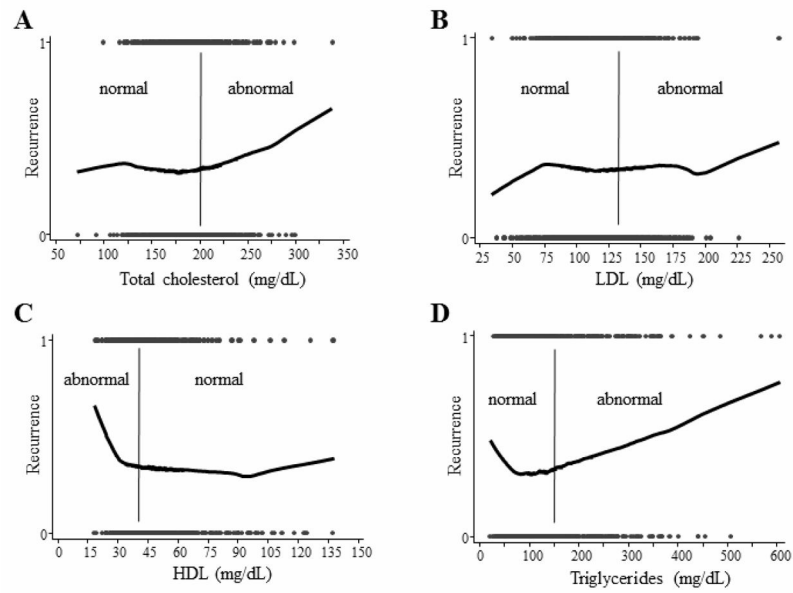 A
1
normal
abnormal
Recurrence
0
50 100 150 200 250 300 350
Total cholesterol (mg/dL)
B
1
normal
abnormal
Recurrence
0
25 50 75 100 125 150 175 200 225 250
LDL (mg/dL)
C
1
abnormal
normal
Recurrence
0
0 15 30 45 60 75 90 105 120 135 150
HDL (mg/dL)
D
1
normal
abnormal
Recurrence
0
0 100 200 300 400 500 600
Triglycerides (mg/dL)